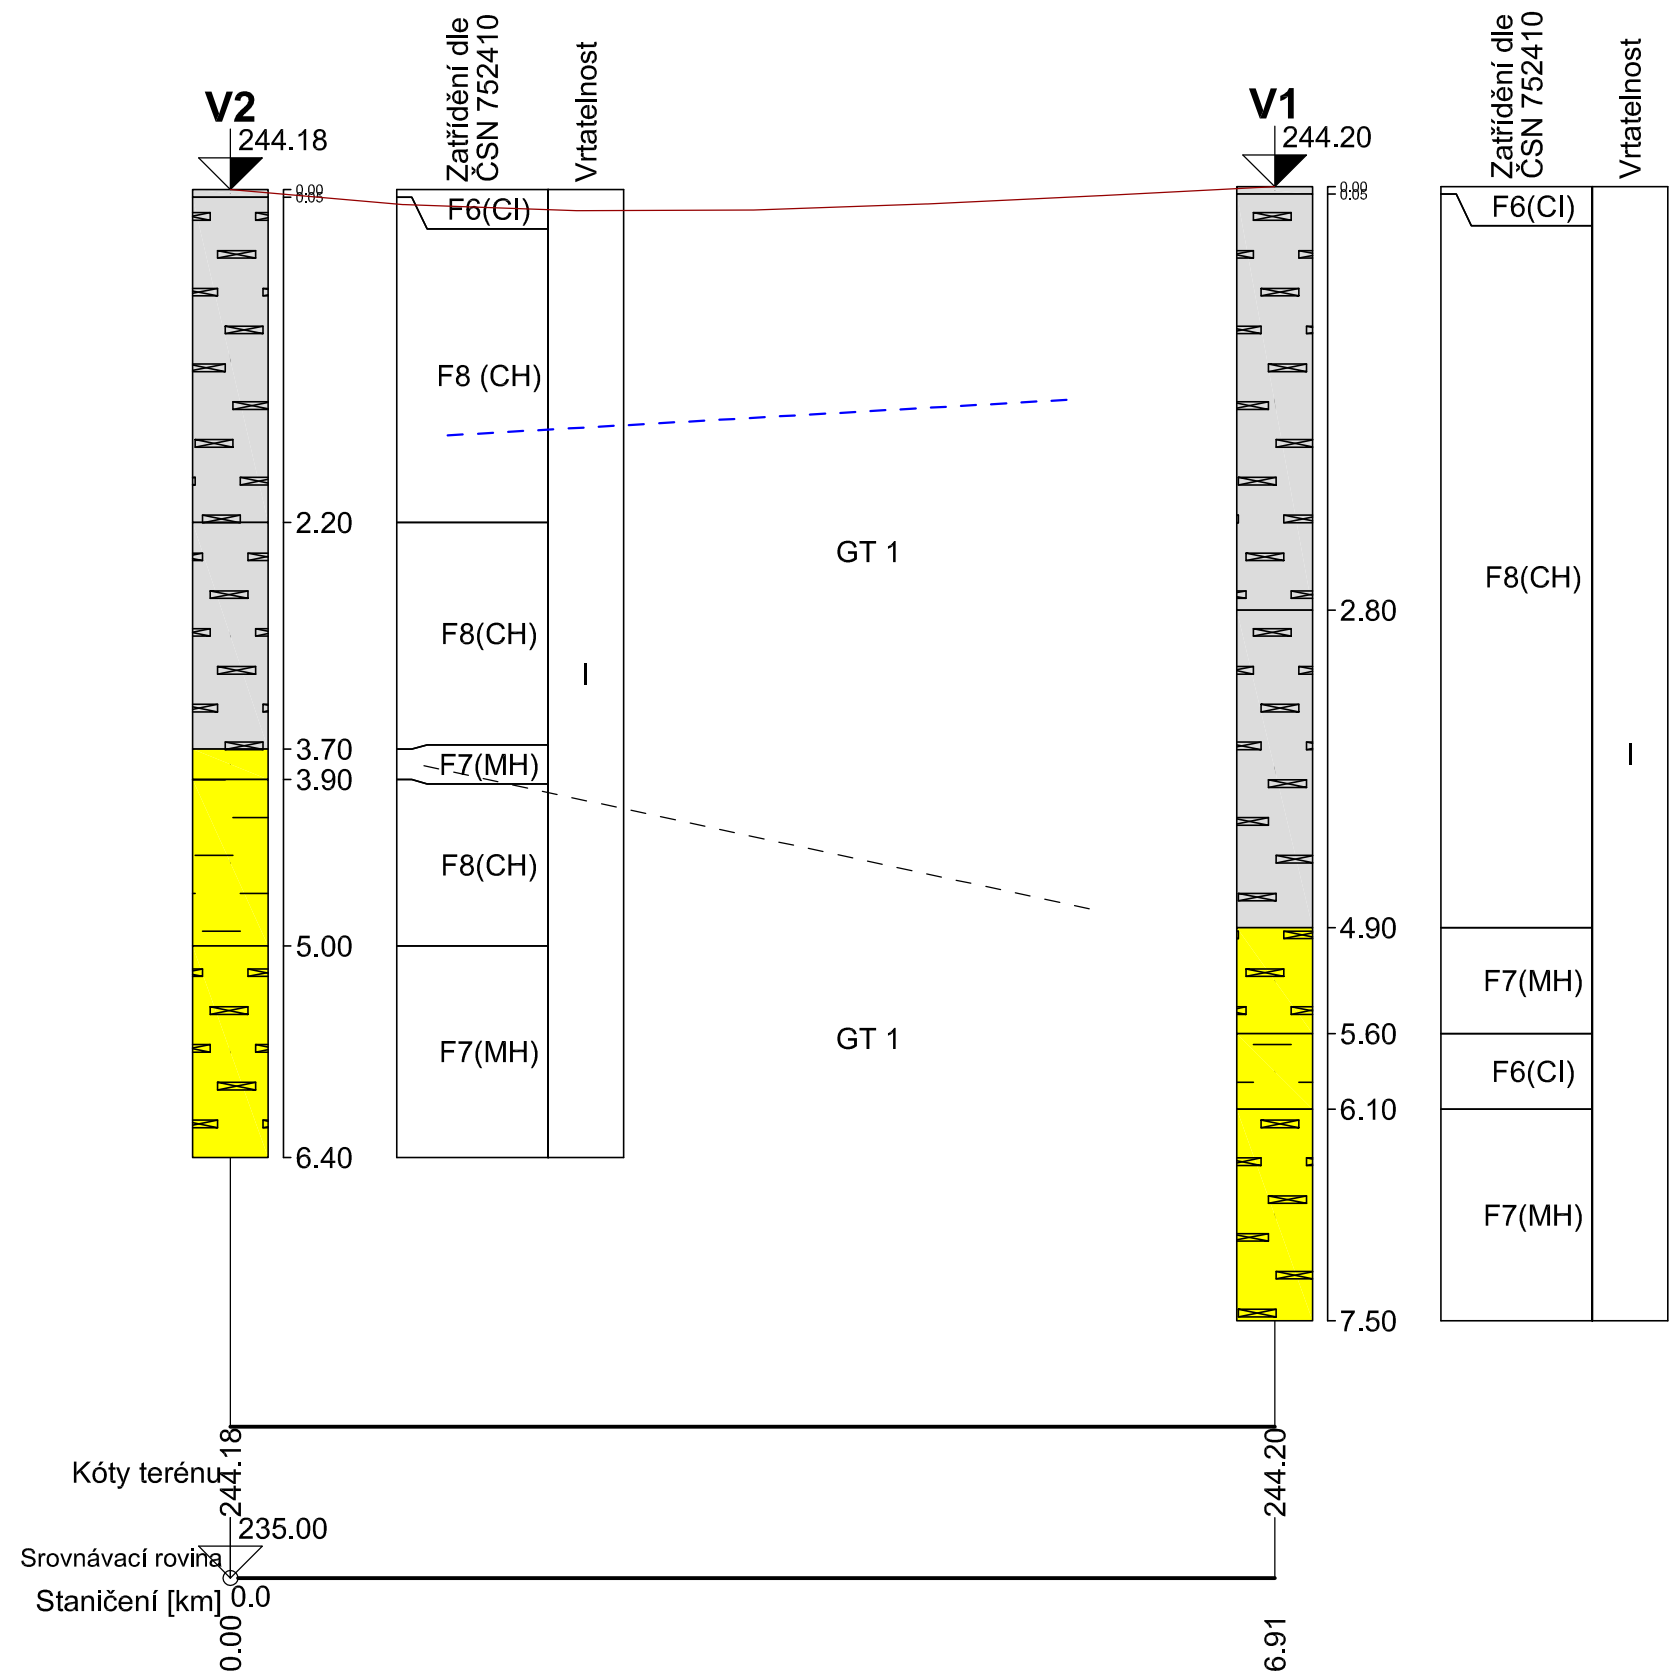 V2
244.18
Zatřídění dle
ČSN 752410
Vrtatelnost
0.00
0.05
2.20
3.70
3.90
5.00
6.40
F6(CI)
F8 (CH)
F8(CH)
F7(MH)
F8(CH)
F7(MH)
I
GT 1
GT 1
V1
244.20
Zatřídění dle
ČSN 752410
Vrtatelnost
0.00
0.05
2.80
4.90
5.60
6.10
7.50
F6(CI)
F8(CH)
F7(MH)
F6(CI)
F7(MH)
I
Kóty terénu
244.18
244.20
235.00
Srovnávací rovina
Staničení [km]
0.0
0.00
6.91